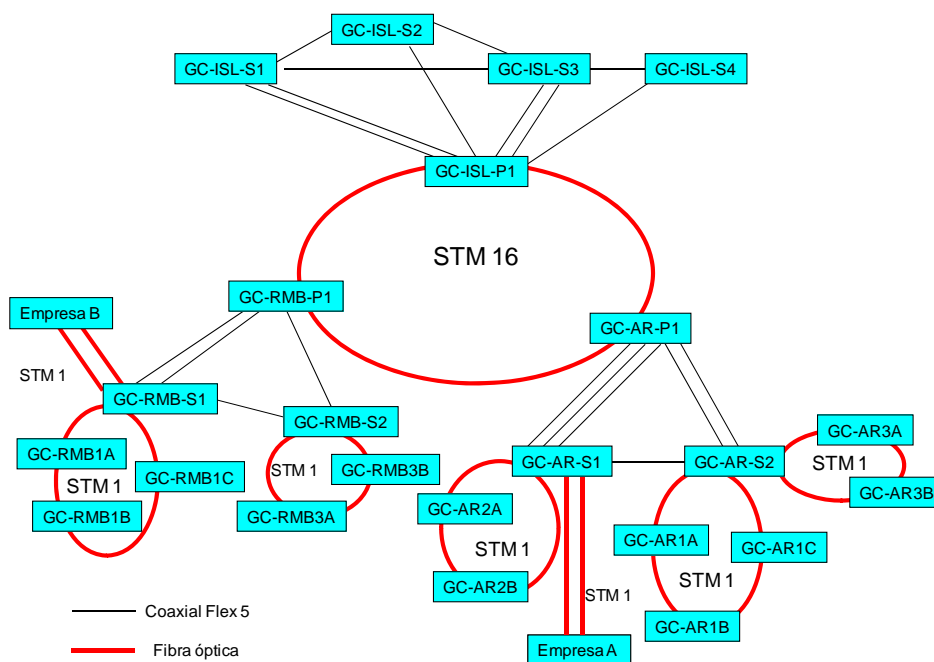 GC-ISL-S2
GC-ISL-S1
GC-ISL-S3
GC-ISL-S4
GC-ISL-P1
STM 16
GC-RMB-P1
Empresa B
GC-AR-P1
STM 1
GC-RMB-S1
GC-RMB-S2
GC-AR3A
GC-RMB1A
GC-AR-S1
GC-AR-S2
STM 1
GC-RMB3B
STM 1
GC-RMB1C
STM 1
GC-AR3B
GC-RMB1B
GC-RMB3A
GC-AR2A
GC-AR1A
GC-AR1C
STM 1
STM 1
GC-AR2B
STM 1
Coaxial Flex 5
GC-AR1B
Fibra óptica
Empresa A